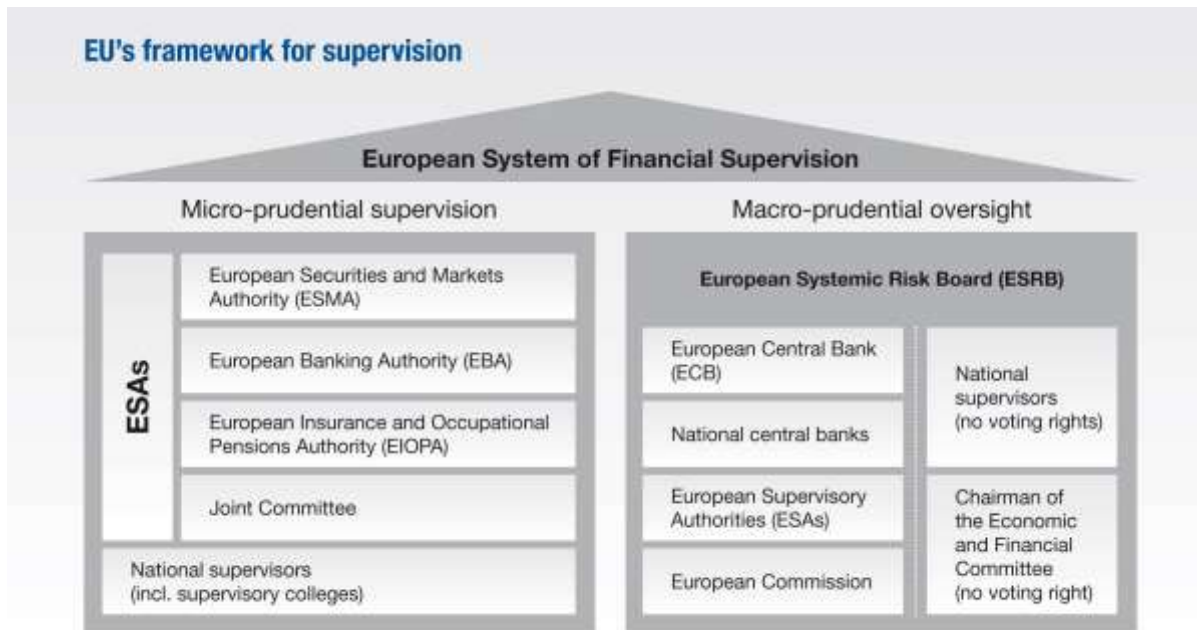 EU's framework for supervision
European System of Financial Supervision
Micro-prudential supervision
ESAs
European Securities and Markets
Authority (ESMA)
European Banking Authority (EBA)
European Insurance and Occupational
Pensions Authority (EIOPA)
Joint Committee
National supervisors
(incl. supervisory colleges)
Macro-prudential oversight
European Systemic Risk Board (ESRB)
European Central Bank
(ECB)
National central banks
European Supervisory
Authorities (ESAs)
European Commission
National
supervisors
(no voting rights)
Chairman of
the Economic
and Financial
Committee
(no voting right)